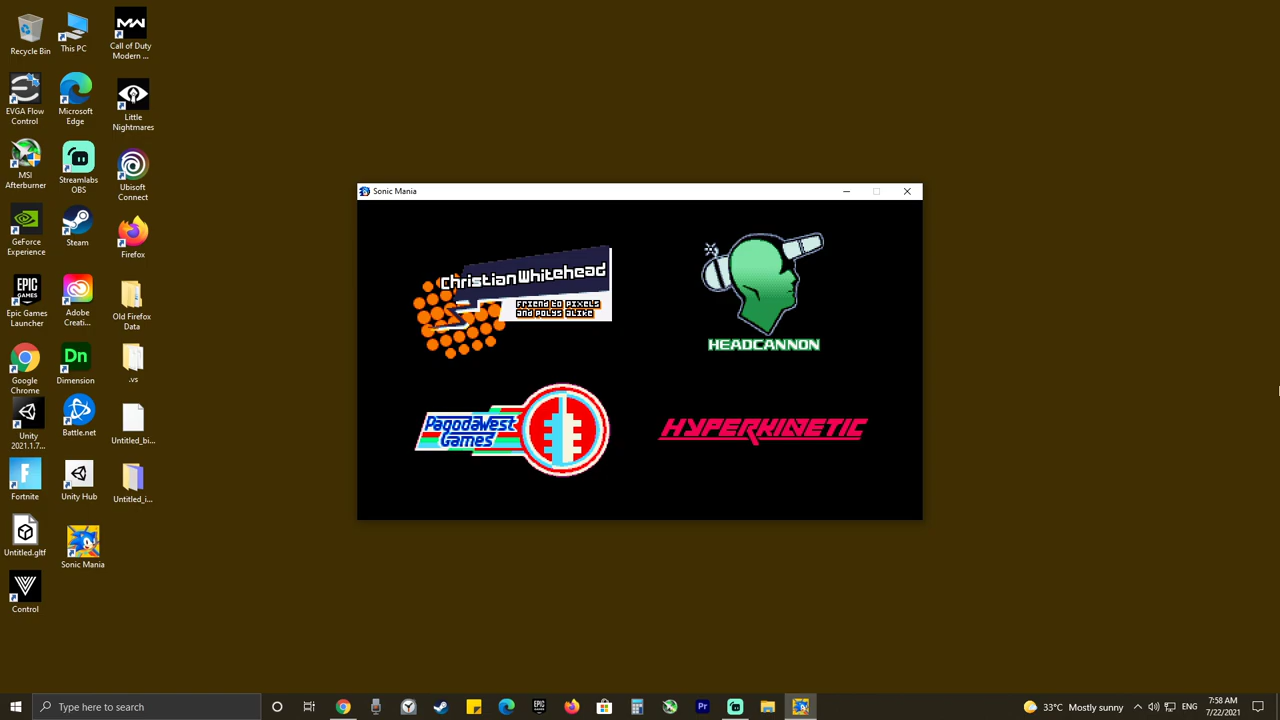 Recycle Bin
This PC
Call of Duty
Modern ...
EVGA Flow
Control
Microsoft
Edge
Little
Nightmares
MSI
Afterburner
Streamlabs
OBS
Ubisoft
Connect
GeForce
Experience
Steam
Firefox
EPIC
GAMES
Epic Games
Launcher
Adobe
Creati...
Old Firefox
Data
Google
Chrome
Dn
Dimension
.vs
Unity
2021.1.7...
Battle.net
Untitled_bi...
Fortnite
Unity Hub
Untitled_i...
Untitled.gltf
Sonic Mania
Control
Sonic Mania
Christian Whitehead
Friend to pixels
and polys alike
HEADCANNON
PagodaWest
Games
HYPERKINETIC
Type here to search
Pr
33°C Mostly sunny
ENG
7:58 AM
7/22/2021